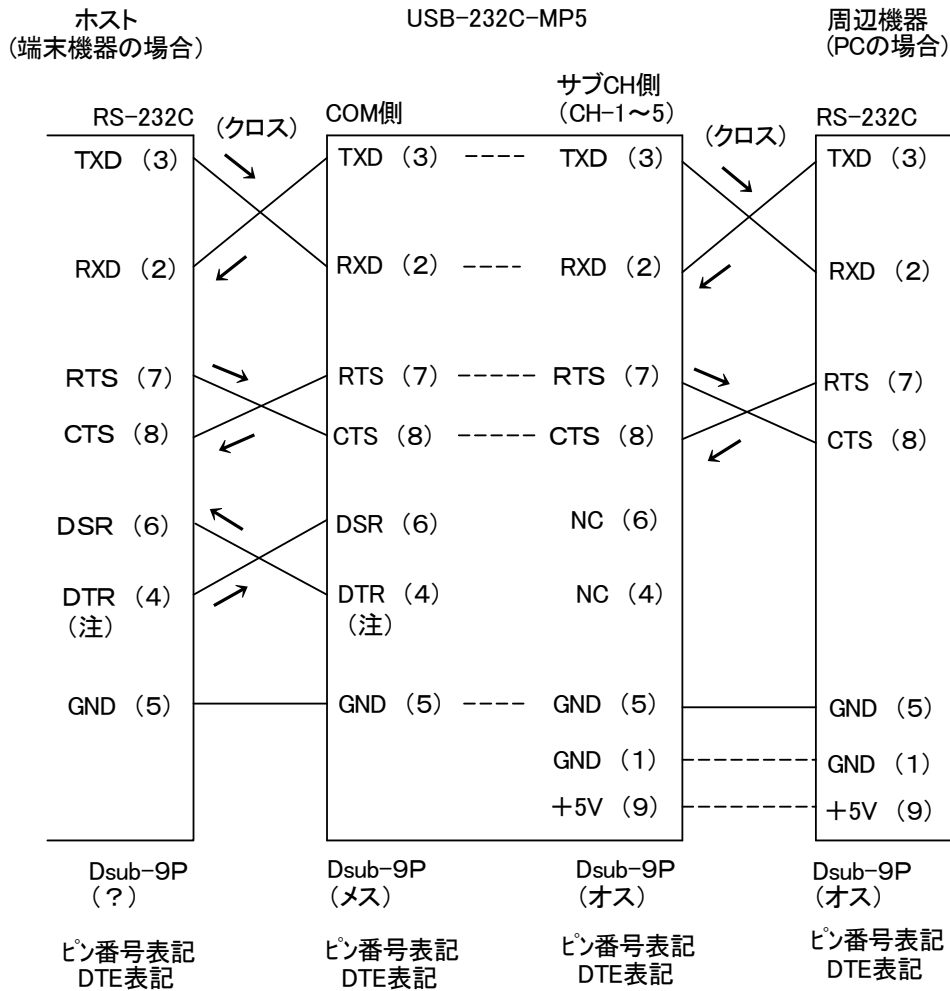 ホスト
(端末機器の場合)
USB-232C-MP5
周辺機器
(PCの場合)
RS-232C
(クロス)
COM側
サブCH側
(CH-1～5)
(クロス)
RS-232C
TXD (3)
TXD (3)
TXD (3)
TXD (3)
RXD (2)
RXD (2)
RXD (2)
RXD (2)
RTS (7)
RTS (7)
RTS (7)
RTS (7)
CTS (8)
CTS (8)
CTS (8)
CTS (8)
DSR (6)
DSR (6)
NC (6)
DTR (4)
(注)
DTR (4)
(注)
NC (4)
GND (5)
GND (5)
GND (5)
GND (5)
GND (1)
GND (1)
+5V (9)
+5V (9)
Dsub-9P
(?)
Dsub-9P
(メス)
Dsub-9P
(オス)
Dsub-9P
(オス)
ピン番号表記
DTE表記
ピン番号表記
DTE表記
ピン番号表記
DTE表記
ピン番号表記
DTE表記